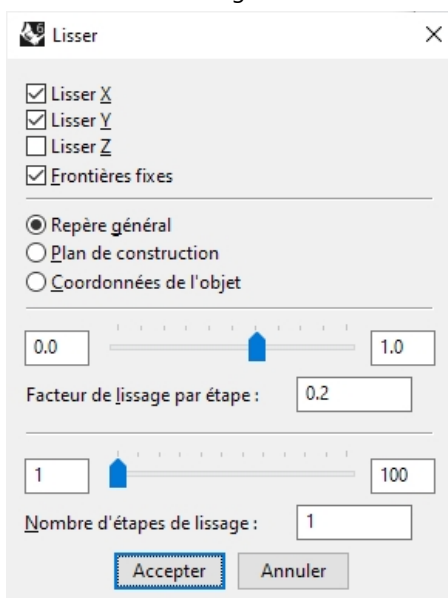 Lisser
Lisser X
Lisser Y
Lisser Z
Frontières fixes
Repère général
Plan de construction
Coordonnées de l'objet
0.0
1.0
Facteur de lissage par étape :
0.2
1
100
Nombre d'étapes de lissage :
1
Accepter
Annuler